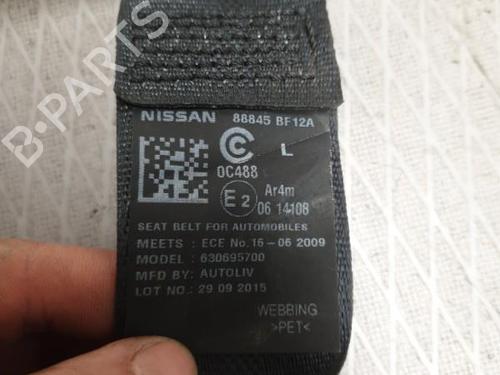 NISSAN 88845 BF12A
C L
0C488
E2 Ar4m
06 14108
SEAT BELT FOR AUTOMOBILES
MEETS : ECE No.16-06 2009
MODEL : 630695700
MFD BY: AUTOLIV
LOT NO.: 29.09.2015
WEBBING
>PET<
B-PARTS